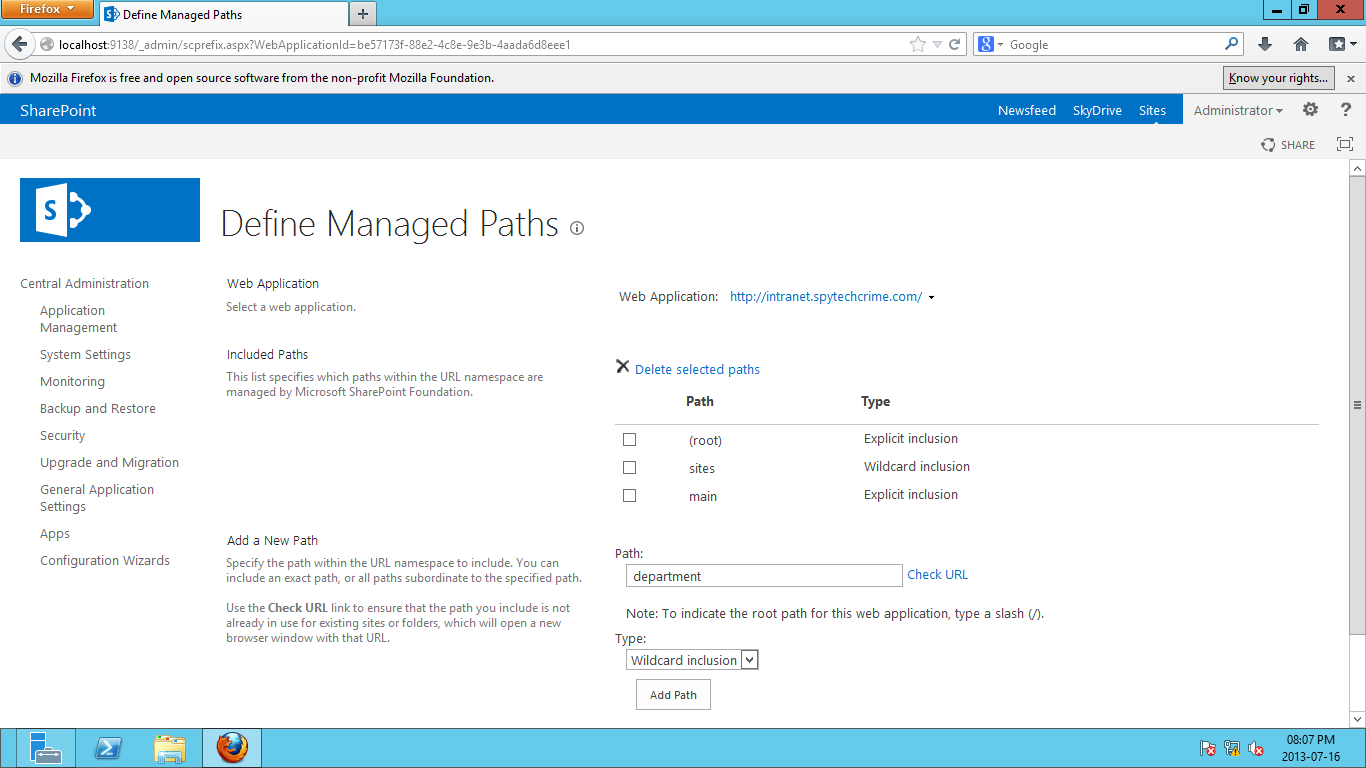 Firefox
Define Managed Paths
localhost:9138/_admin/scprefix.aspx?WebApplicationId=be57173f-88e2-4c8e-9e3b-4aada6d8eee1
Google
Mozilla Firefox is free and open source software from the non-profit Mozilla Foundation.
Know your rights...
SharePoint
Newsfeed
SkyDrive
Sites
Administrator
?
SHARE
S
Define Managed Paths
Central Administration
Application
Management
System Settings
Monitoring
Backup and Restore
Security
Upgrade and Migration
General Application
Settings
Apps
Configuration Wizards
Web Application
Select a web application.
Web Application: http://intranet.spytechcrime.com/
Included Paths
This list specifies which paths within the URL namespace are
managed by Microsoft SharePoint Foundation.
Delete selected paths
Path Type
(root) Explicit inclusion
sites Wildcard inclusion
main Explicit inclusion
Add a New Path
Specify the path within the URL namespace to include. You can
include an exact path, or all paths subordinate to the specified path.
Use the Check URL link to ensure that the path you include is not
already in use for existing sites or folders, which will open a new
browser window with that URL.
Path:
department
Check URL
Note: To indicate the root path for this web application, type a slash (/).
Type:
Wildcard inclusion
Add Path
08:07 PM
2013-07-16